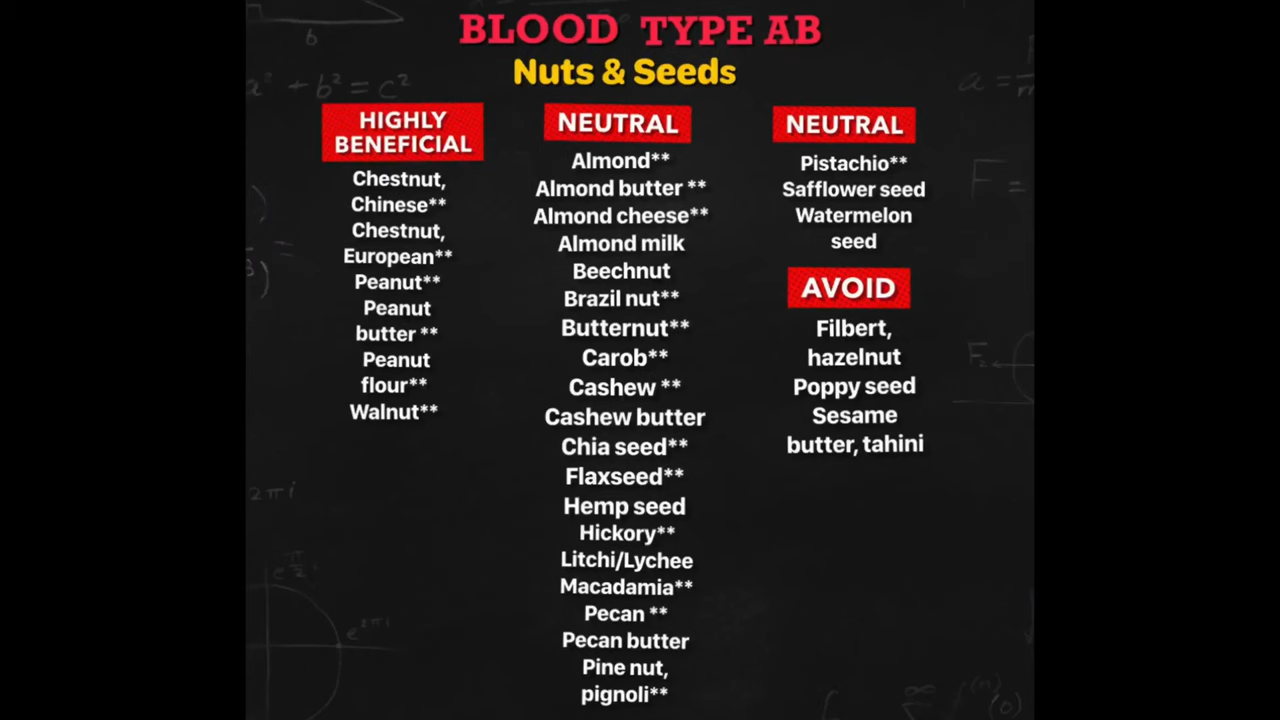 BLOOD TYPE AB
Nuts & Seeds
HIGHLY
BENEFICIAL
Chestnut,
Chinese**
Chestnut,
European**
Peanut**
Peanut
butter **
Peanut
flour**
Walnut**
NEUTRAL
Almond**
Almond butter **
Almond cheese**
Almond milk
Beechnut
Brazil nut**
Butternut**
Carob**
Cashew **
Cashew butter
Chia seed**
Flaxseed**
Hemp seed
Hickory**
Litchi/Lychee
Macadamia**
Pecan **
Pecan butter
Pine nut,
pignoli**
NEUTRAL
Pistachio**
Safflower seed
Watermelon
seed
AVOID
Filbert,
hazelnut
Poppy seed
Sesame
butter, tahini
b
a² + b² = c²